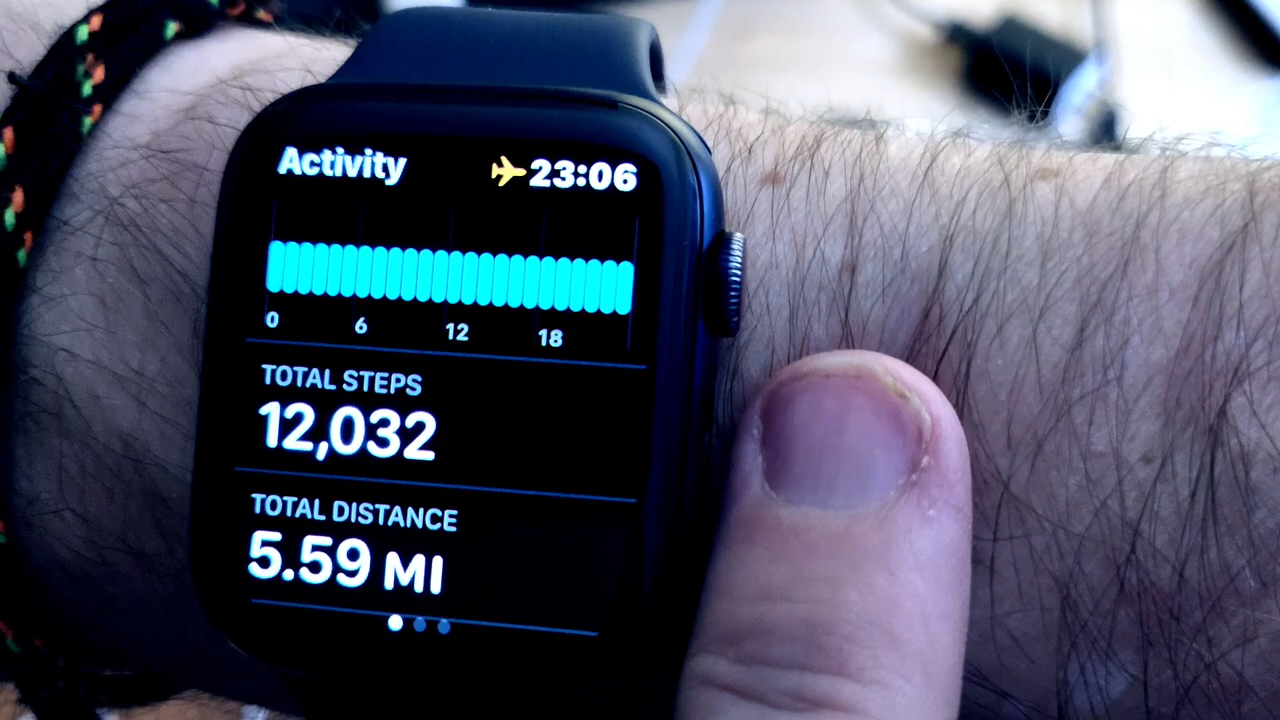 Activity 23:06
0 6 12 18
TOTAL STEPS
12,032
TOTAL DISTANCE
5.59 MI